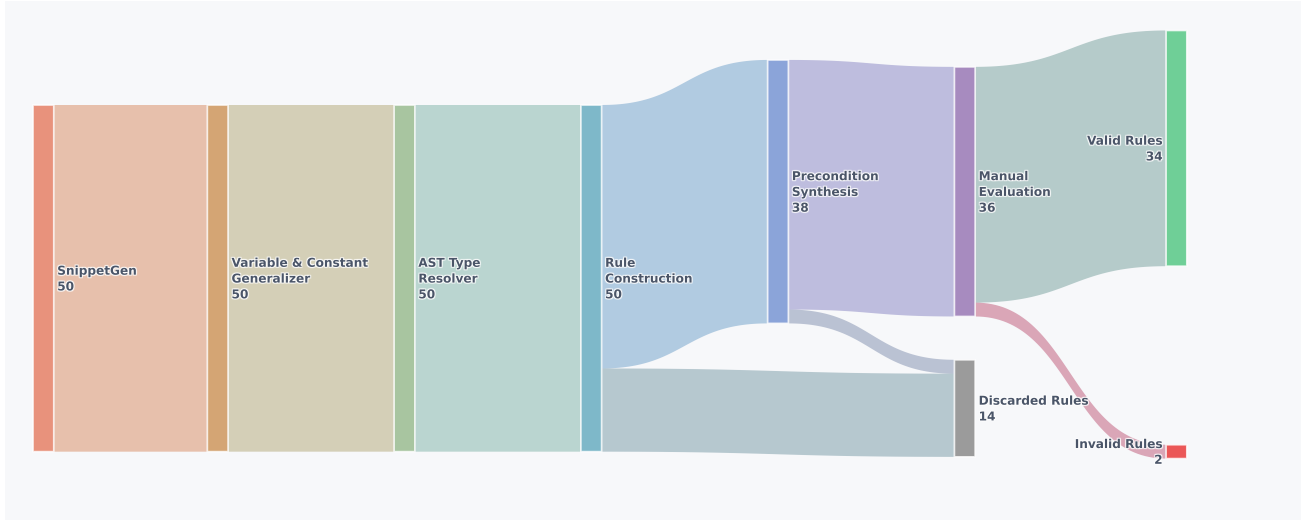 SnippetGen
50
Variable & Constant
Generalizer
50
AST Type
Resolver
50
Rule
Construction
50
Precondition
Synthesis
38
Manual
Evaluation
36
Valid Rules
34
Discarded Rules
14
Invalid Rules
2